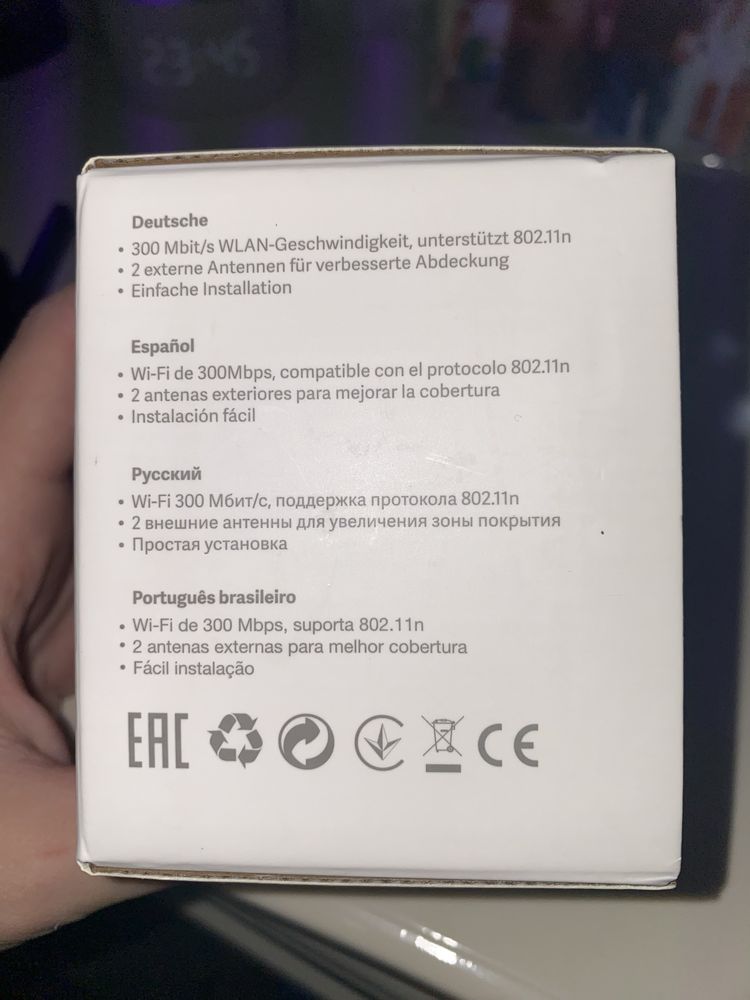 23:45
Deutsche
• 300 Mbit/s WLAN-Geschwindigkeit, unterstützt 802.11n
• 2 externe Antennen für verbesserte Abdeckung
• Einfache Installation
Español
• Wi-Fi de 300Mbps, compatible con el protocolo 802.11n
• 2 antenas exteriores para mejorar la cobertura
• Instalación fácil
Русский
• Wi-Fi 300 Мбит/с, поддержка протокола 802.11n
• 2 внешние антенны для увеличения зоны покрытия
• Простая установка
Português brasileiro
• Wi-Fi de 300 Mbps, suporta 802.11n
• 2 antenas externas para melhor cobertura
• Fácil instalação
EAC CE